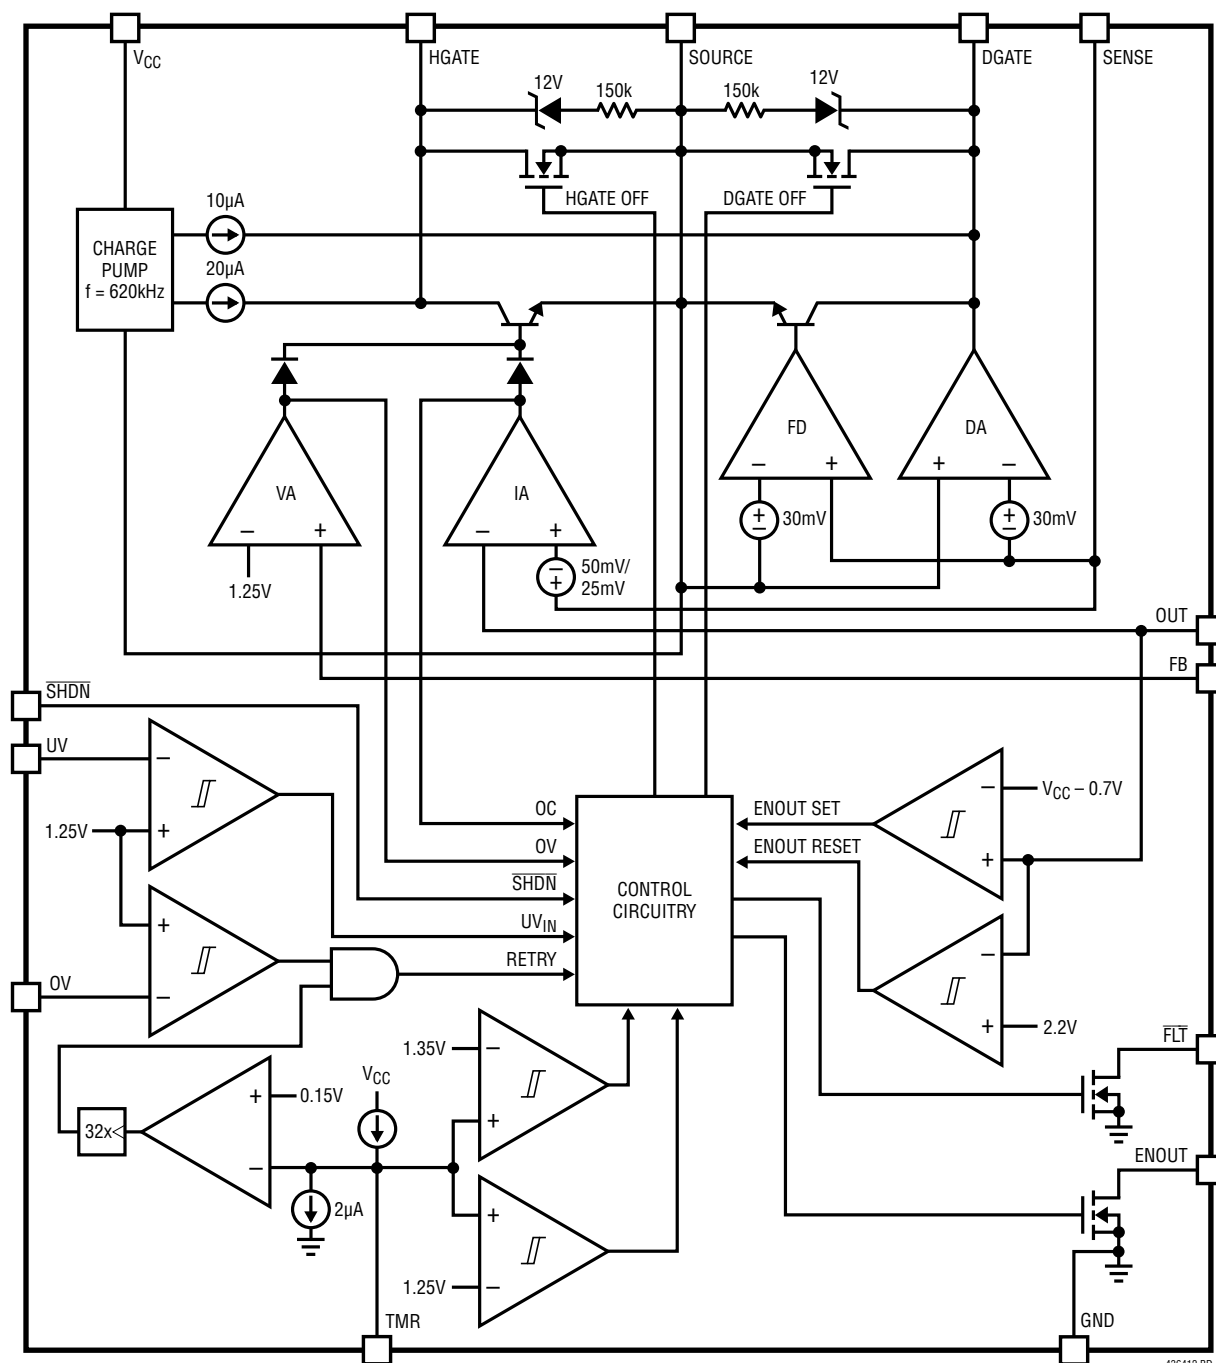 VCC
HGATE
SOURCE
DGATE
SENSE
12V
150k
150k
12V
HGATE OFF
DGATE OFF
10µA
CHARGE
PUMP
f = 620kHz
20µA
FD
DA
–
+
+
–
VA
IA
–
+
–
+
+
–
30mV
+
–
30mV
1.25V
–
+
50mV/
25mV
OUT
FB
SHDN
UV
–
1.25V
+
–
VCC – 0.7V
OC
ENOUT SET
OV
ENOUT RESET
+
SHDN
CONTROL
CIRCUITRY
+
UVIN
–
RETRY
OV
–
+
2.2V
1.35V
–
FLT
VCC
+
0.15V
+
32x
–
ENOUT
2µA
+
1.25V
–
TMR
GND